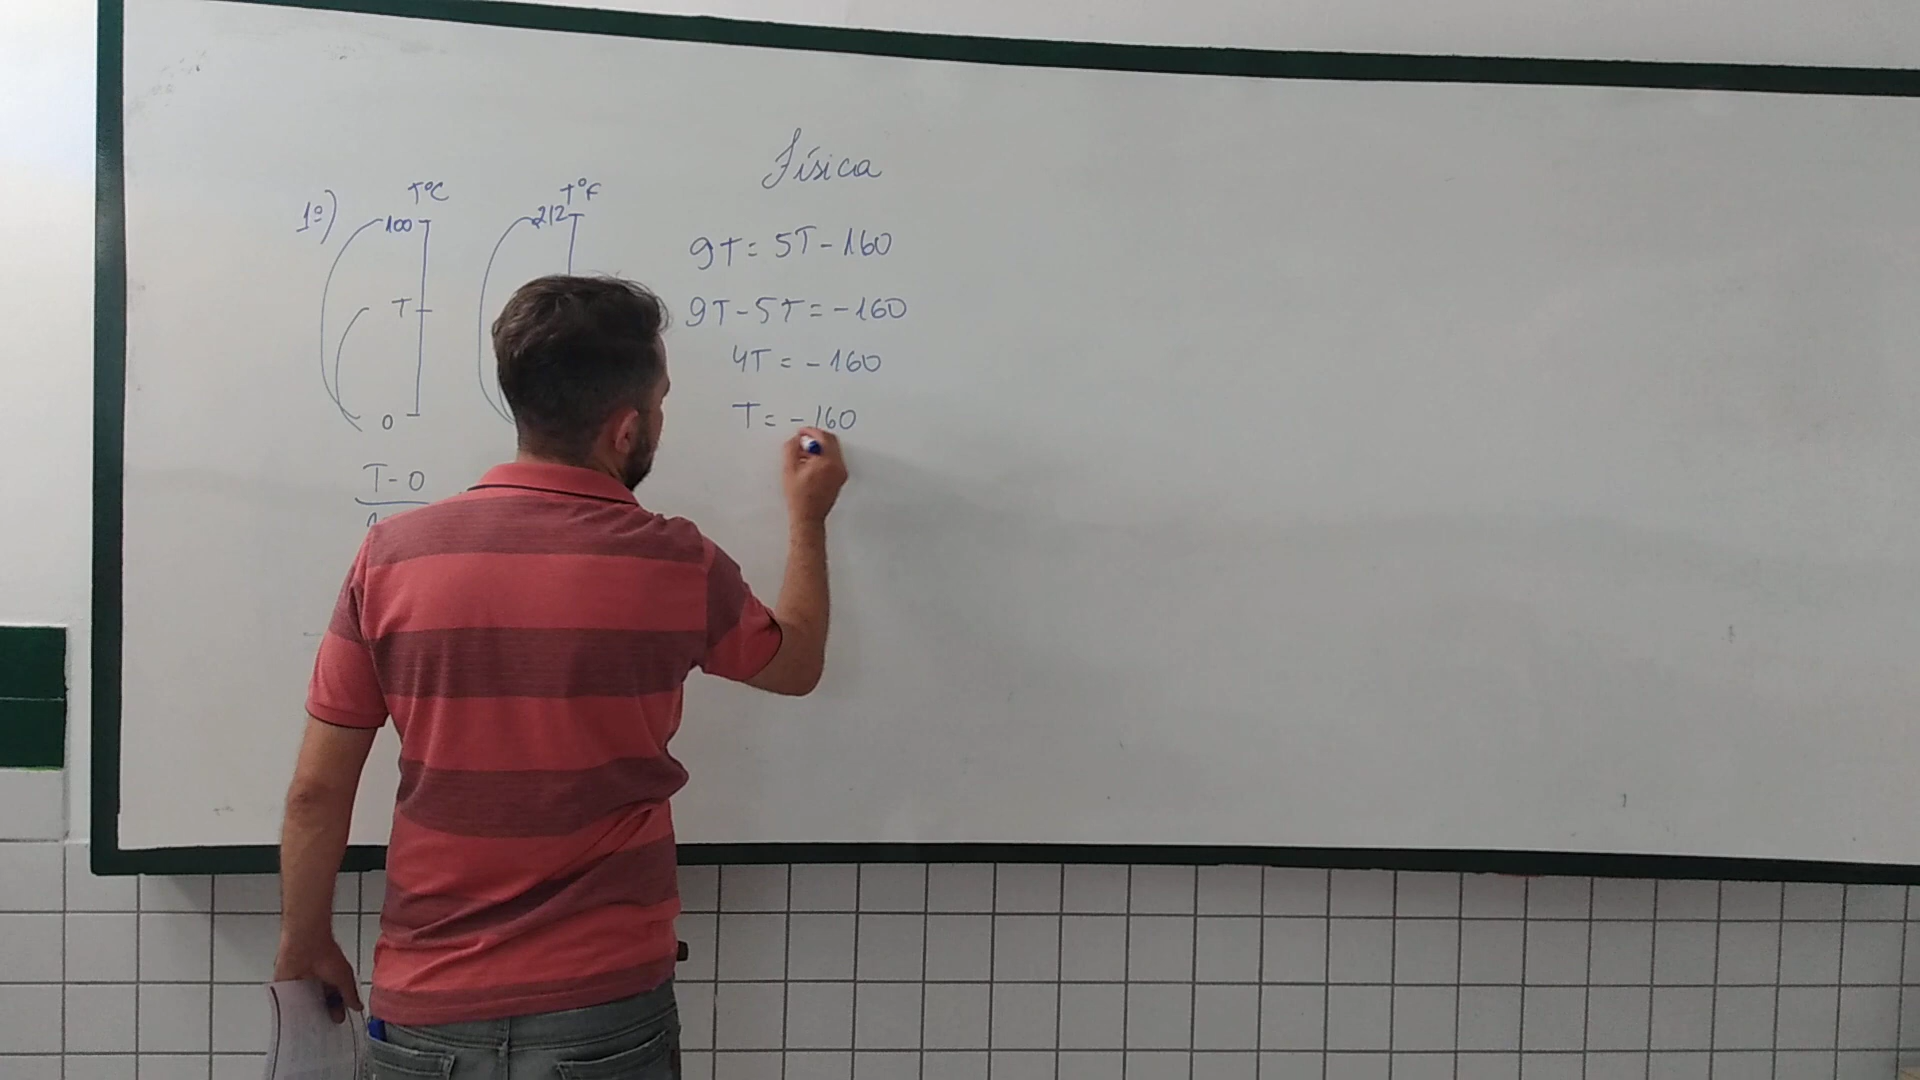 Física
1º)
T°C
T°F
100
212
T
0
T-0
9T = 5T - 160
9T - 5T = - 160
4T = - 160
T = - 160